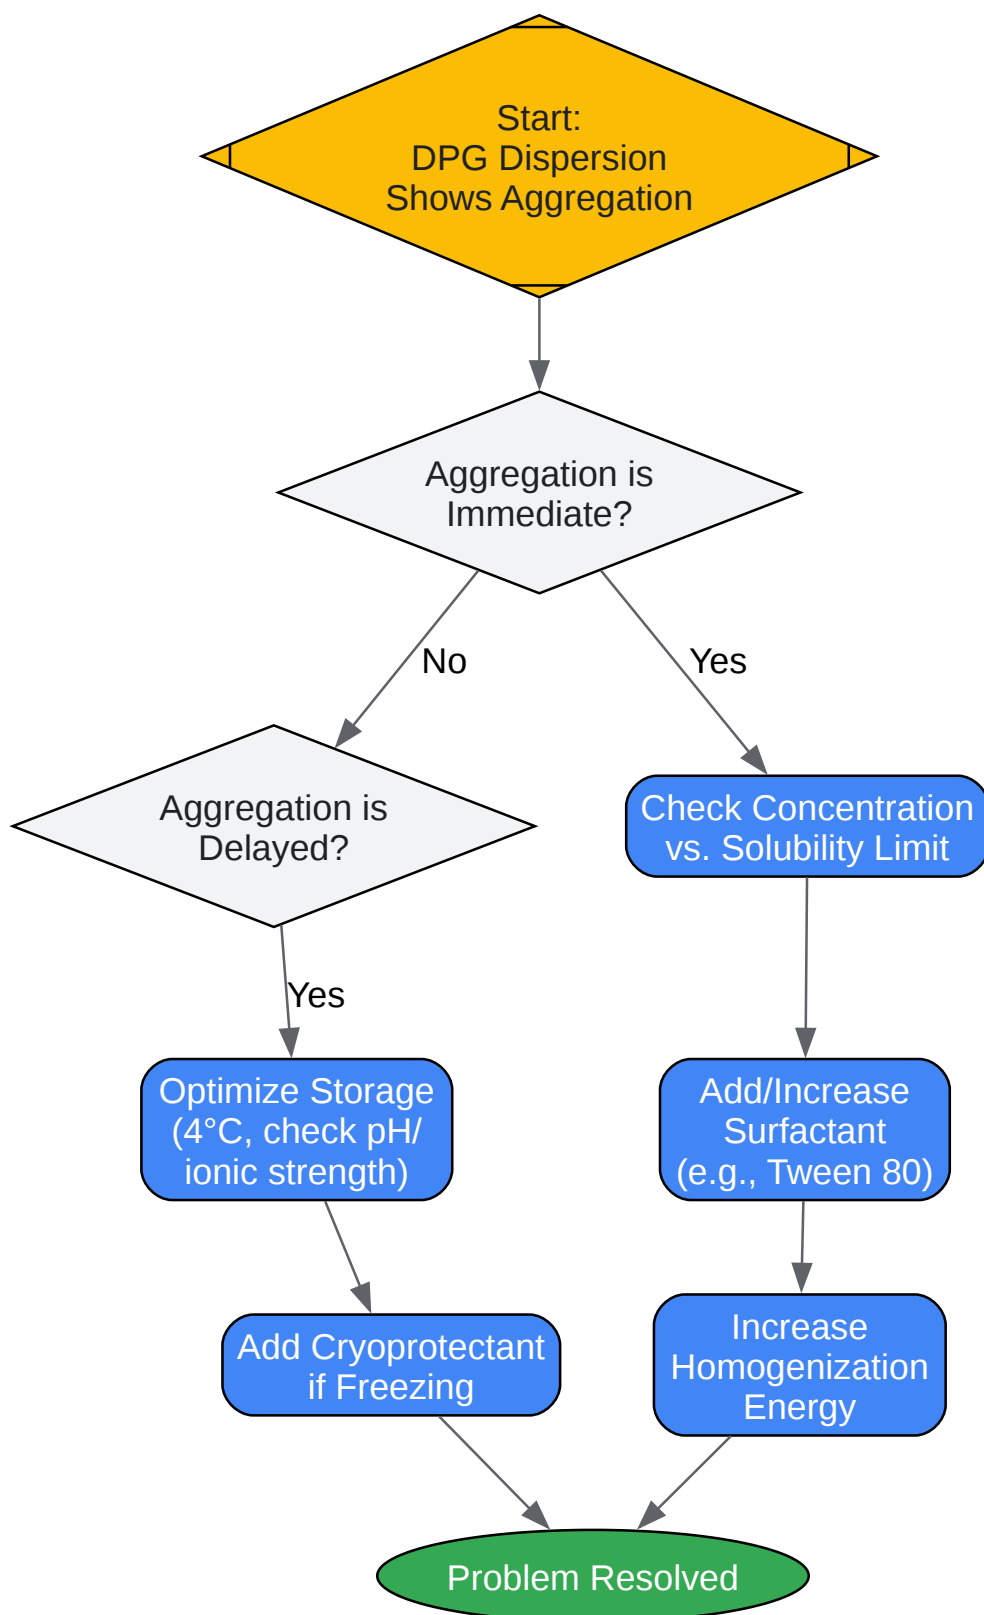 Start:
DPG Dispersion
Shows Aggregation
Aggregation is
Immediate?
No
Yes
Aggregation is
Delayed?
Check Concentration
vs. Solubility Limit
Yes
Optimize Storage
(4°C, check pH/
ionic strength)
Add/Increase
Surfactant
(e.g., Tween 80)
Add Cryoprotectant
if Freezing
Increase
Homogenization
Energy
Problem Resolved